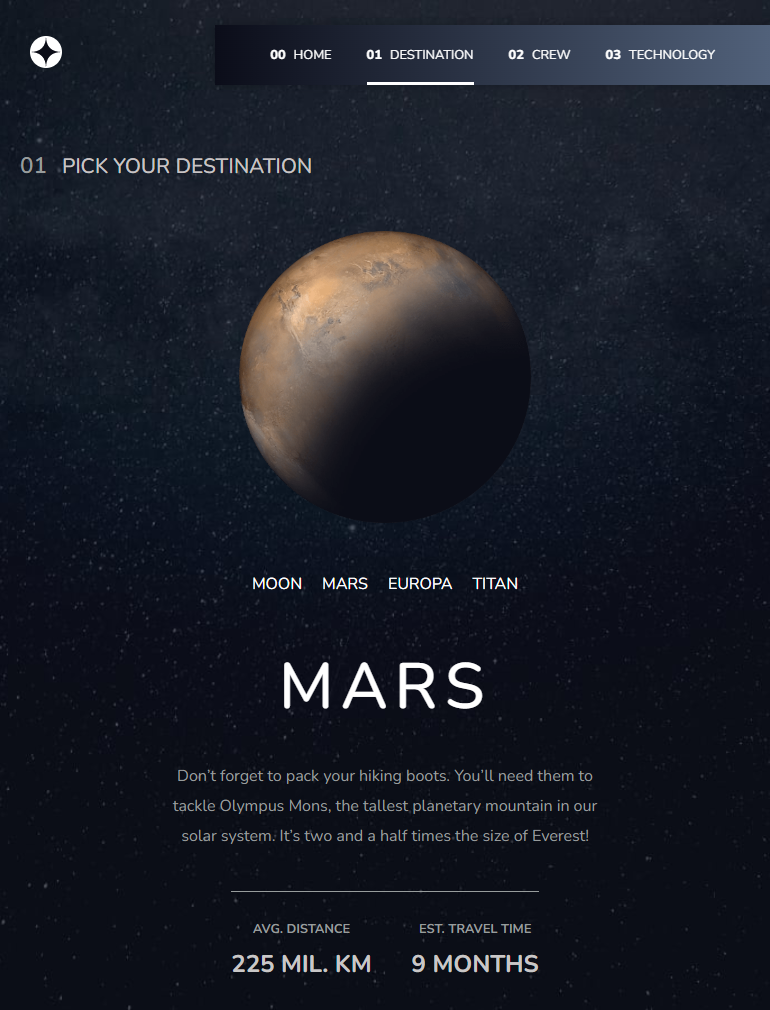 00 HOME 01 DESTINATION 02 CREW 03 TECHNOLOGY
01 PICK YOUR DESTINATION
MOON MARS EUROPA TITAN
MARS
Don’t forget to pack your hiking boots. You’ll need them to
tackle Olympus Mons, the tallest planetary mountain in our
solar system. It’s two and a half times the size of Everest!
AVG. DISTANCE EST. TRAVEL TIME
225 MIL. KM 9 MONTHS